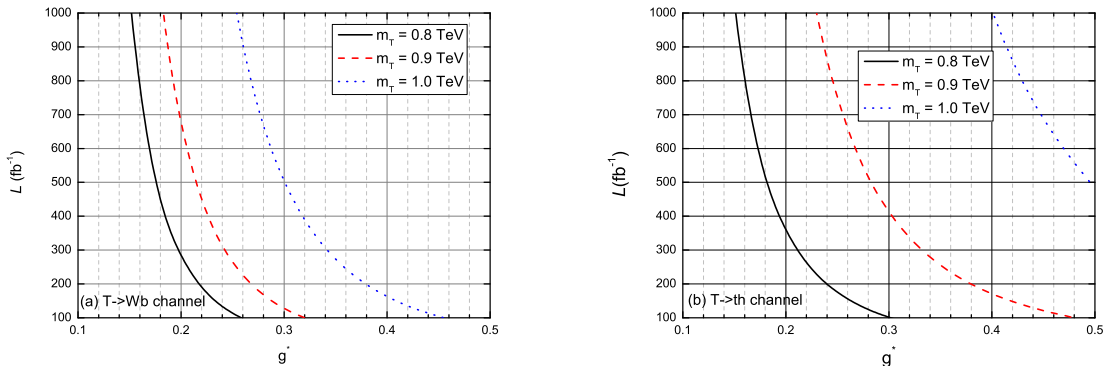 1000
900
800
700
600
500
400
300
200
100
L (fb-1)
m_T = 0.8 TeV
m_T = 0.9 TeV
m_T = 1.0 TeV
(a) T->Wb channel
0.1 0.2 0.3 0.4 0.5
g*
1000
900
800
700
600
500
400
300
200
100
L(fb-1)
m_T = 0.8 TeV
m_T = 0.9 TeV
m_T = 1.0 TeV
(b) T->th channel
0.1 0.2 0.3 0.4 0.5
g*